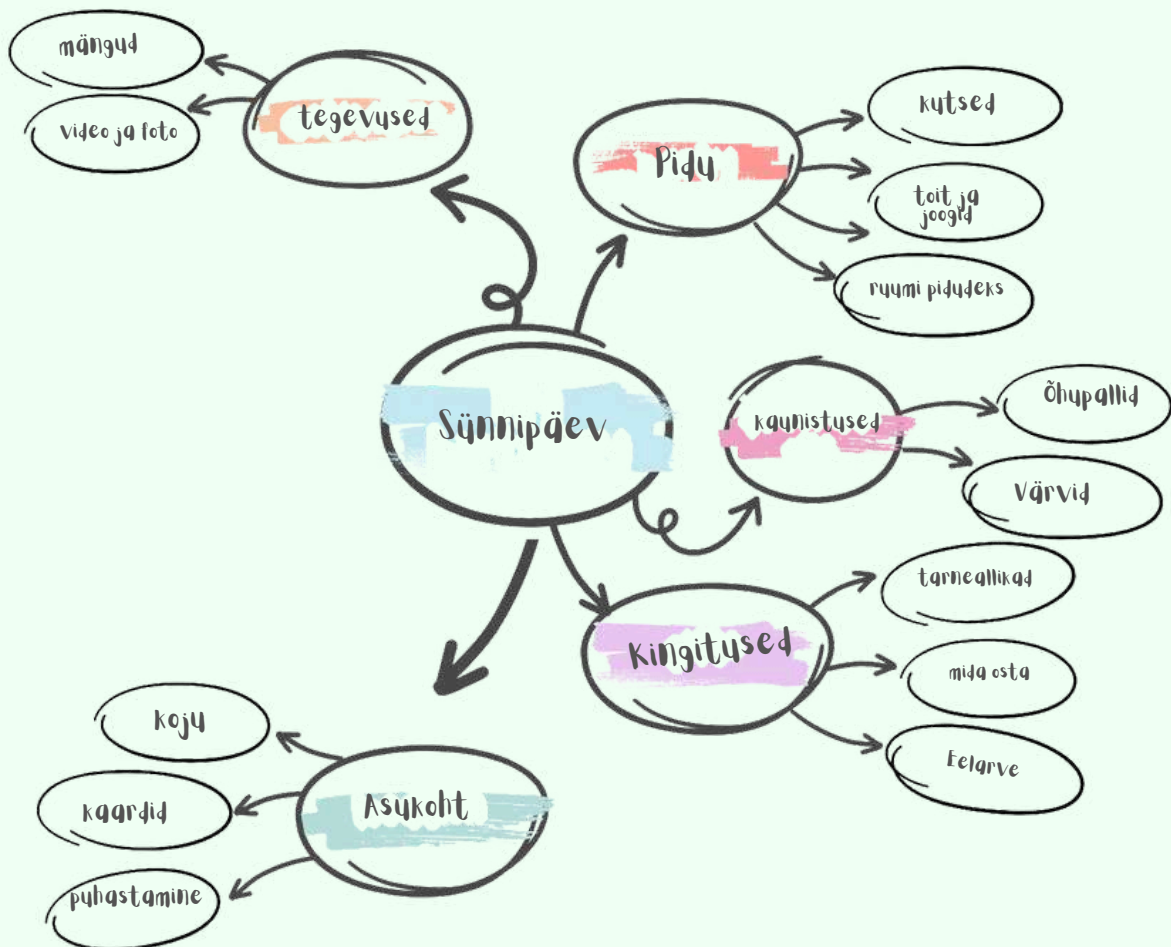 mängud
video ja foto
tegevused
Pidu
kutsed
toit ja
joogid
ruumi pidudeks
Sünnipäev
kaunistused
Õhupallid
Värvid
Kingitused
tarneallikad
mida osta
Eelarve
Asukoht
koju
kaardid
puhastamine